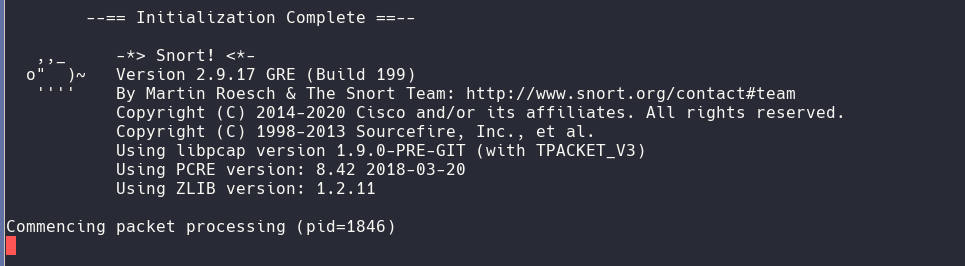 --== Initialization Complete ==--
,,_ -*> Snort! <*-
o" )~ Version 2.9.17 GRE (Build 199)
'''' By Martin Roesch & The Snort Team: http://www.snort.org/contact#team
Copyright (C) 2014-2020 Cisco and/or its affiliates. All rights reserved.
Copyright (C) 1998-2013 Sourcefire, Inc., et al.
Using libpcap version 1.9.0-PRE-GIT (with TPACKET_V3)
Using PCRE version: 8.42 2018-03-20
Using ZLIB version: 1.2.11
Commencing packet processing (pid=1846)